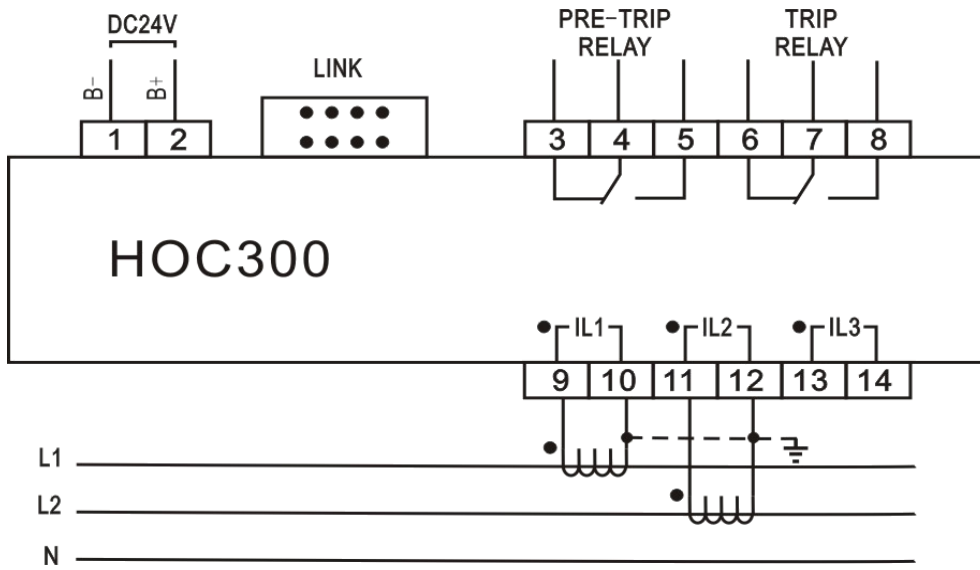 DC24V
PRE-TRIP
RELAY
TRIP
RELAY
LINK
B-
B+
1 2
3 4 5 6 7 8
HOC300
IL1 IL2 IL3
9 10 11 12 13 14
L1
L2
N